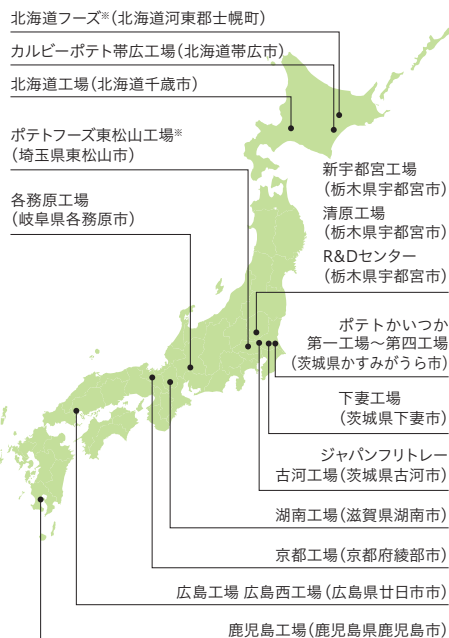 北海道フーズ※(北海道河東郡士幌町)
カルビーポテト帯広工場(北海道帯広市)
北海道工場(北海道千歳市)
ポテトフーズ東松山工場※
(埼玉県東松山市)
各務原工場
(岐阜県各務原市)
新宇都宮工場
(栃木県宇都宮市)
清原工場
(栃木県宇都宮市)
R&Dセンター
(栃木県宇都宮市)
ポテトかいつか
第一工場〜第四工場
(茨城県かすみがうら市)
下妻工場
(茨城県下妻市)
ジャパンフリトレー
古河工場(茨城県古河市)
湖南工場(滋賀県湖南市)
京都工場(京都府綾部市)
広島工場 広島西工場(広島県廿日市市)
鹿児島工場(鹿児島県鹿児島市)